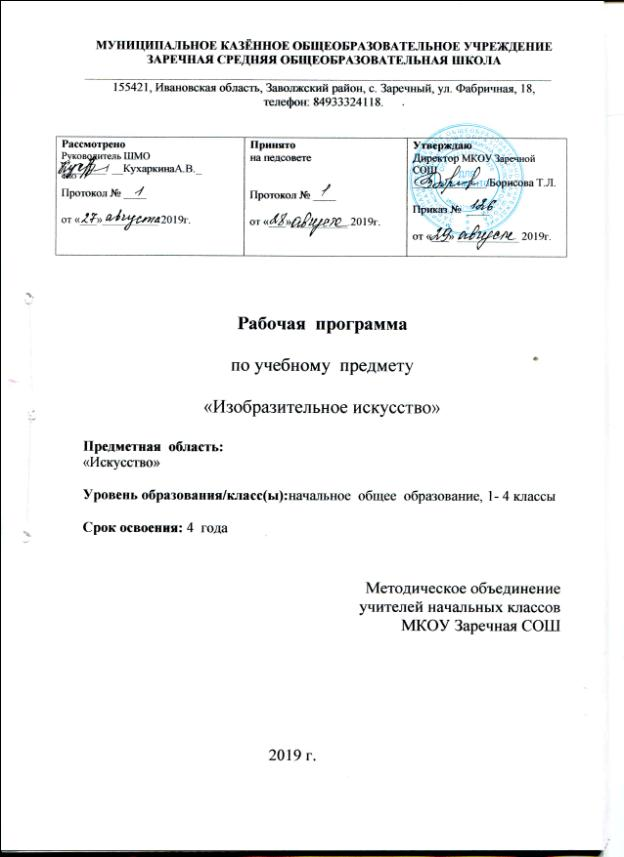 МУНИЦИПАЛЬНОЕ КАЗЁННОЕ ОБЩЕОБРАЗОВАТЕЛЬНОЕ УЧРЕЖДЕНИЕ
ЗАРЕЧНАЯ СРЕДНЯЯ ОБЩЕОБРАЗОВАТЕЛЬНАЯ ШКОЛА
155421, Ивановская область, Заволжский район, с. Заречный, ул. Фабричная, 18,
телефон: 84933324118.
Рассмотрено
Руководитель ШМО
КухаркинаА.В.
Протокол № 1
от «27» августа 2019г.
Принято
на педсовете
Протокол № 1
от «28» августа 2019г.
Утверждаю
Директор МКОУ Заречной
СОШ
/Борисова Т.Л.
Приказ № 126
от «29» августа 2019г.
Рабочая программа
по учебному предмету
«Изобразительное искусство»
Предметная область:
«Искусство»
Уровень образования/класс(ы):начальное общее образование, 1- 4 классы
Срок освоения: 4 года
Методическое объединение
учителей начальных классов
МКОУ Заречная СОШ
2019 г.